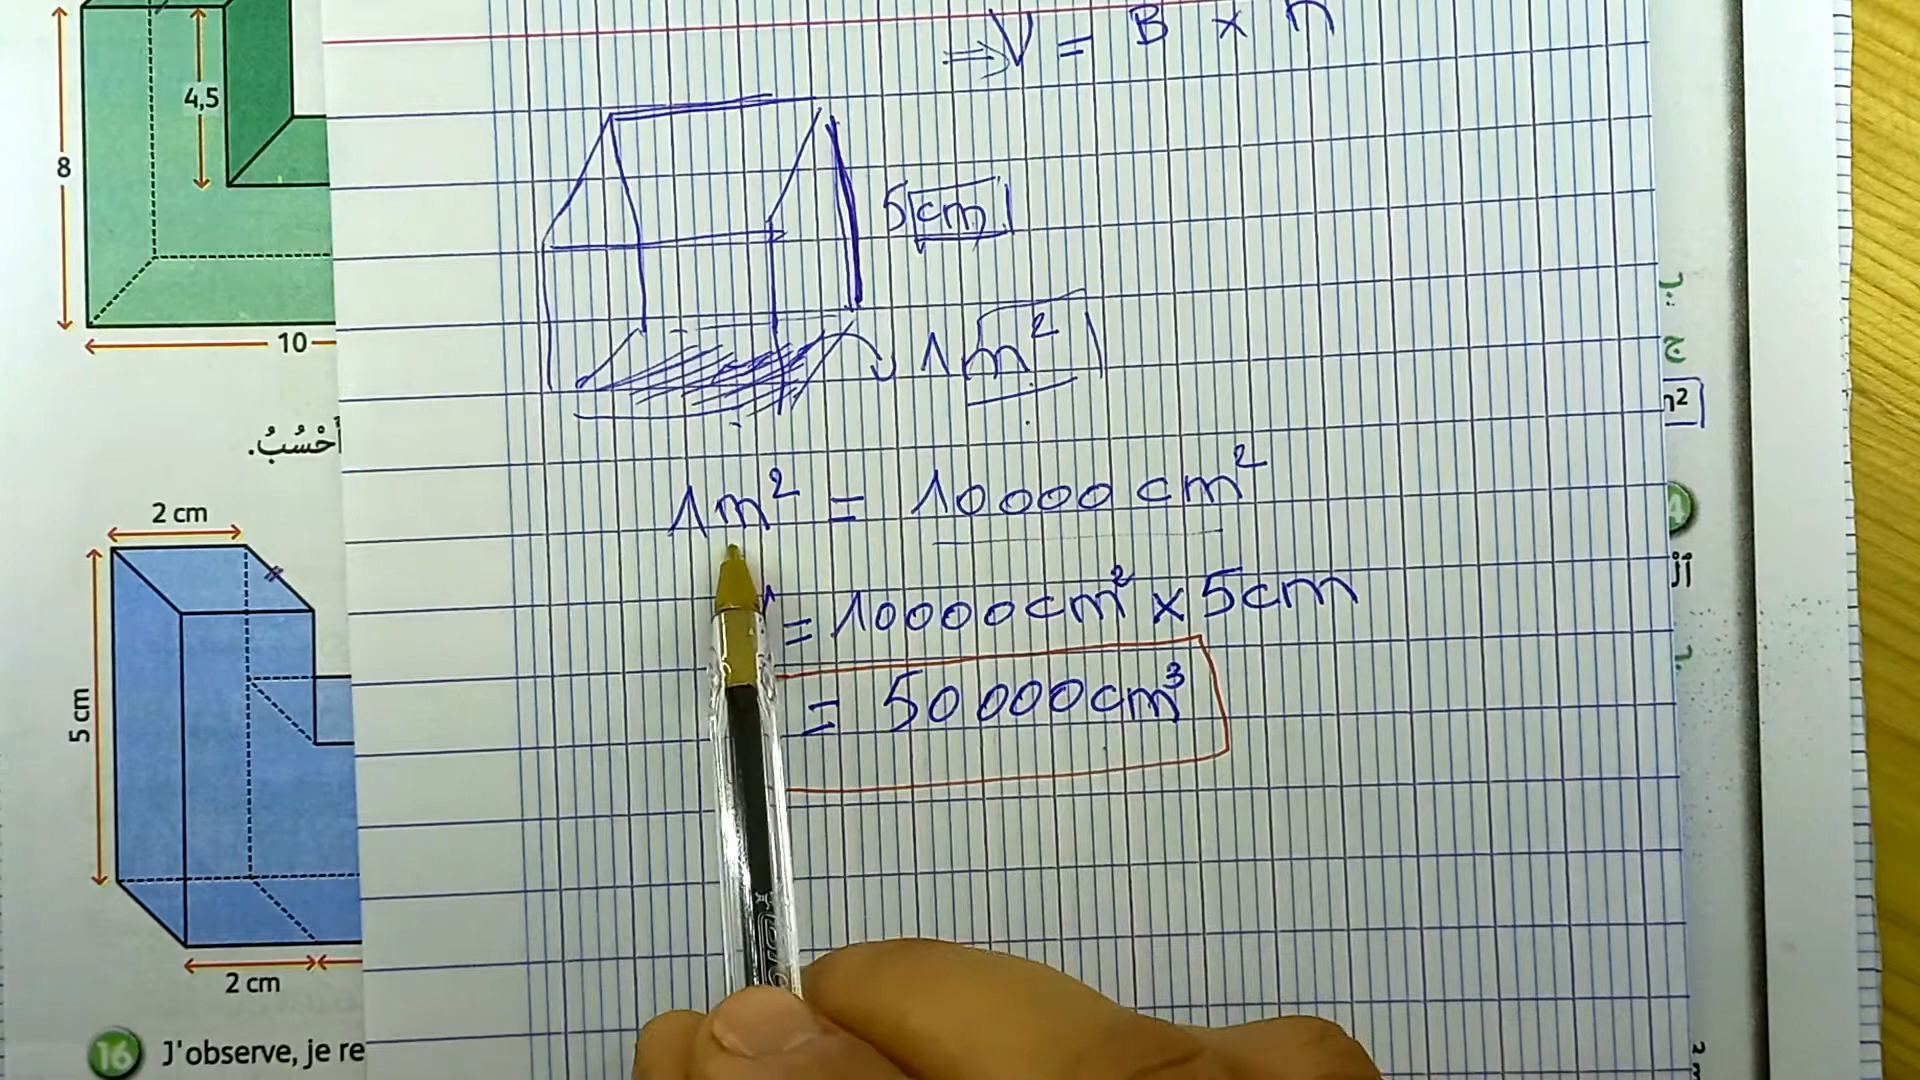 ⇒ V = B × h
4,5
8
5 cm
1 m²
10
أَحْسُبُ.
1 m² = 10000 cm²
2 cm
= 10000 cm² × 5 cm
= 50000 cm³
5 cm
2 cm
16 J'observe, je re